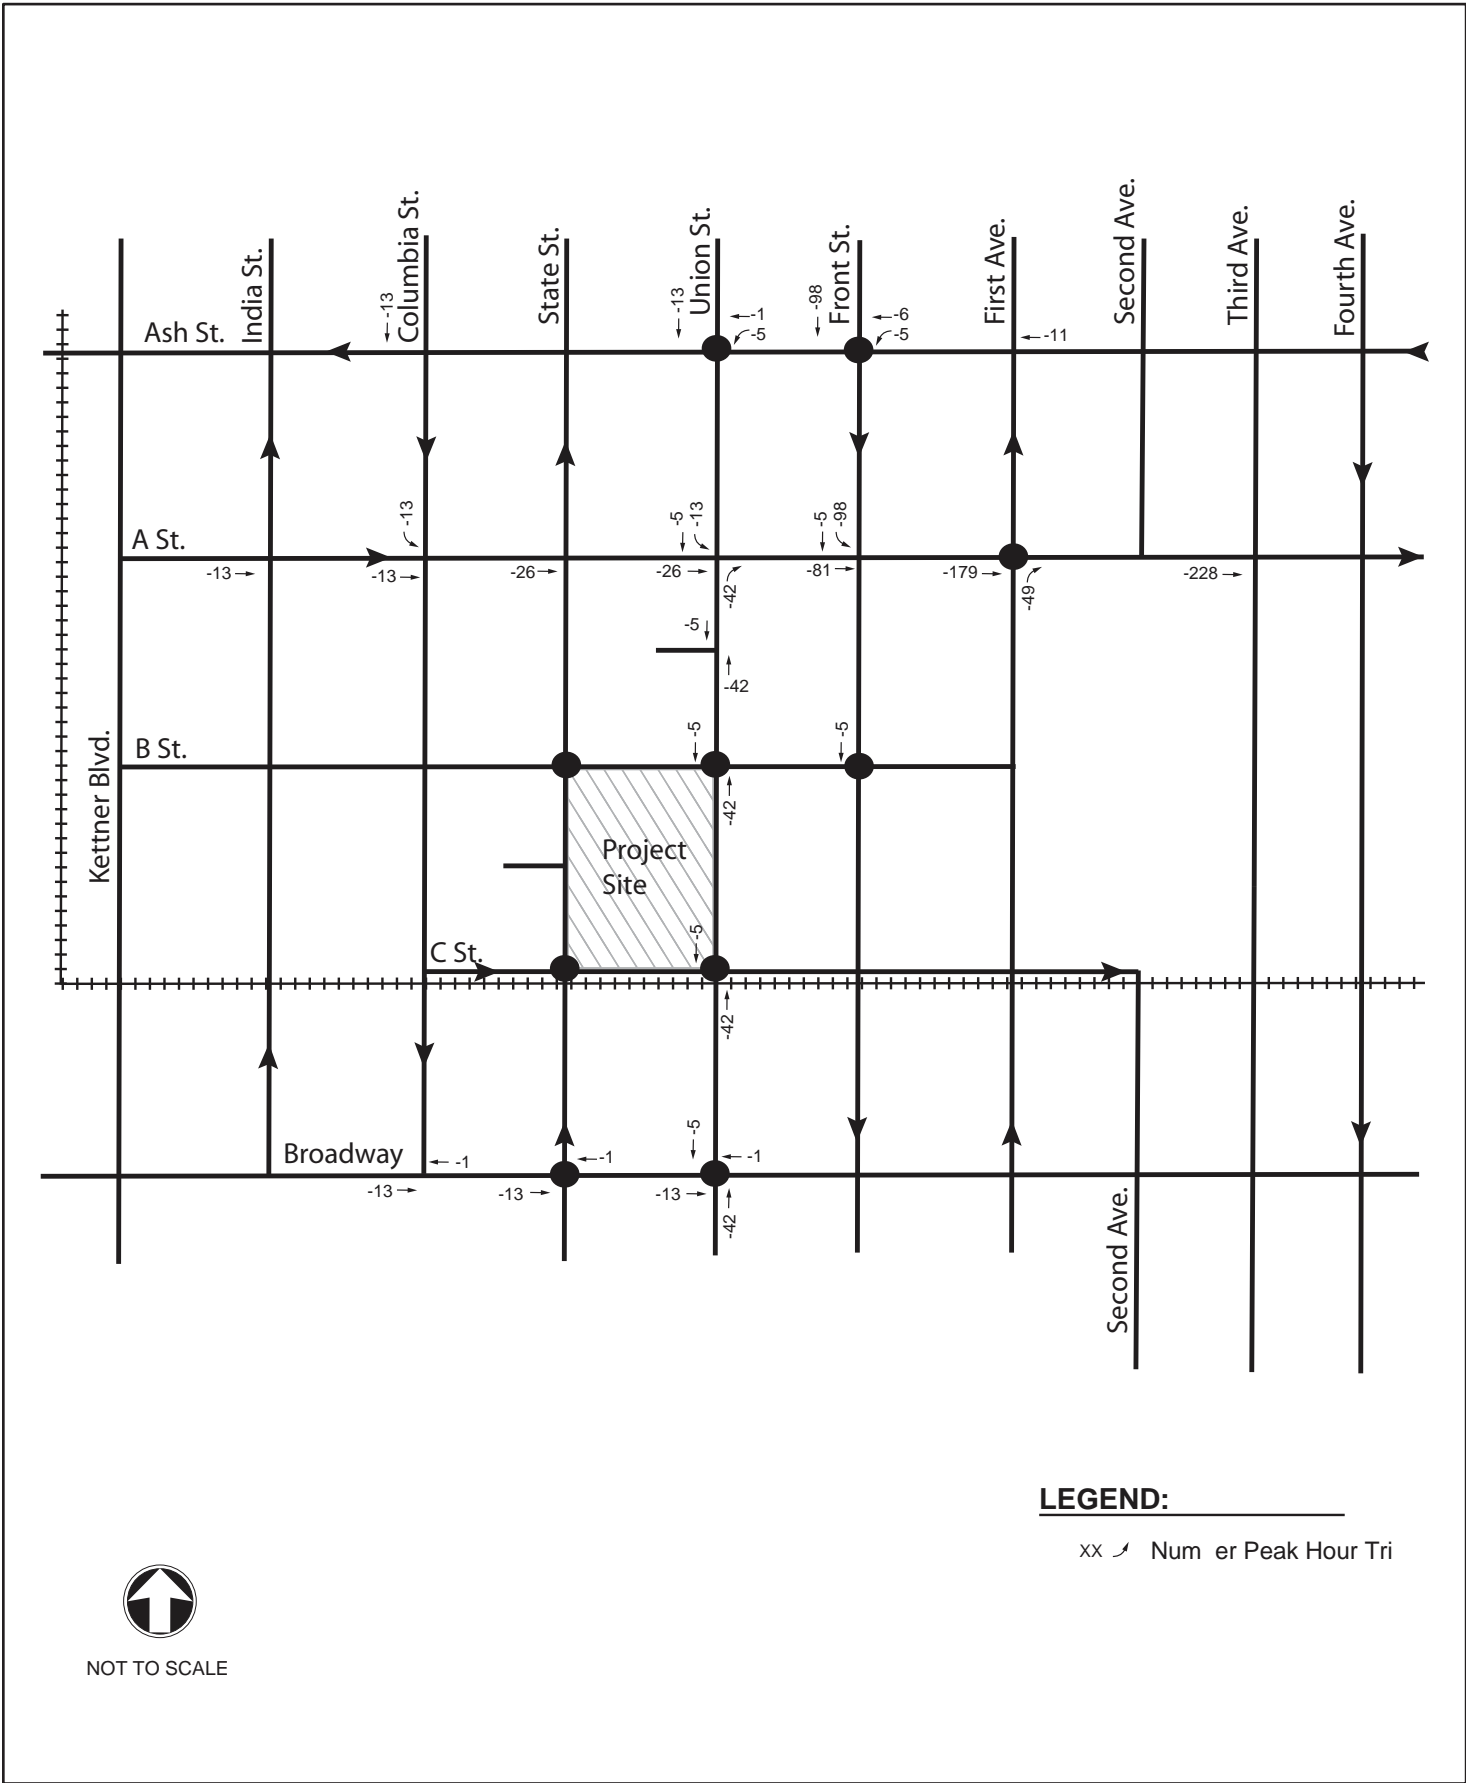 India St.
Columbia St.
State St.
Union St.
Front St.
First Ave.
Second Ave.
Third Ave.
Fourth Ave.
-13
-13
-98
Ash St.
-1
-5
-6
-5
-11
-13
-5
-13
-5
-98
A St.
-13
-13
-26
-26
-42
-81
-179
-49
-228
-5
-42
Kettner Blvd.
B St.
-5
-5
-42
Project
Site
C St.
-5
-42
Broadway
-1
-1
-5
-1
-13
-13
-13
-42
Second Ave.
LEGEND:
XX Num er Peak Hour Tri
NOT TO SCALE